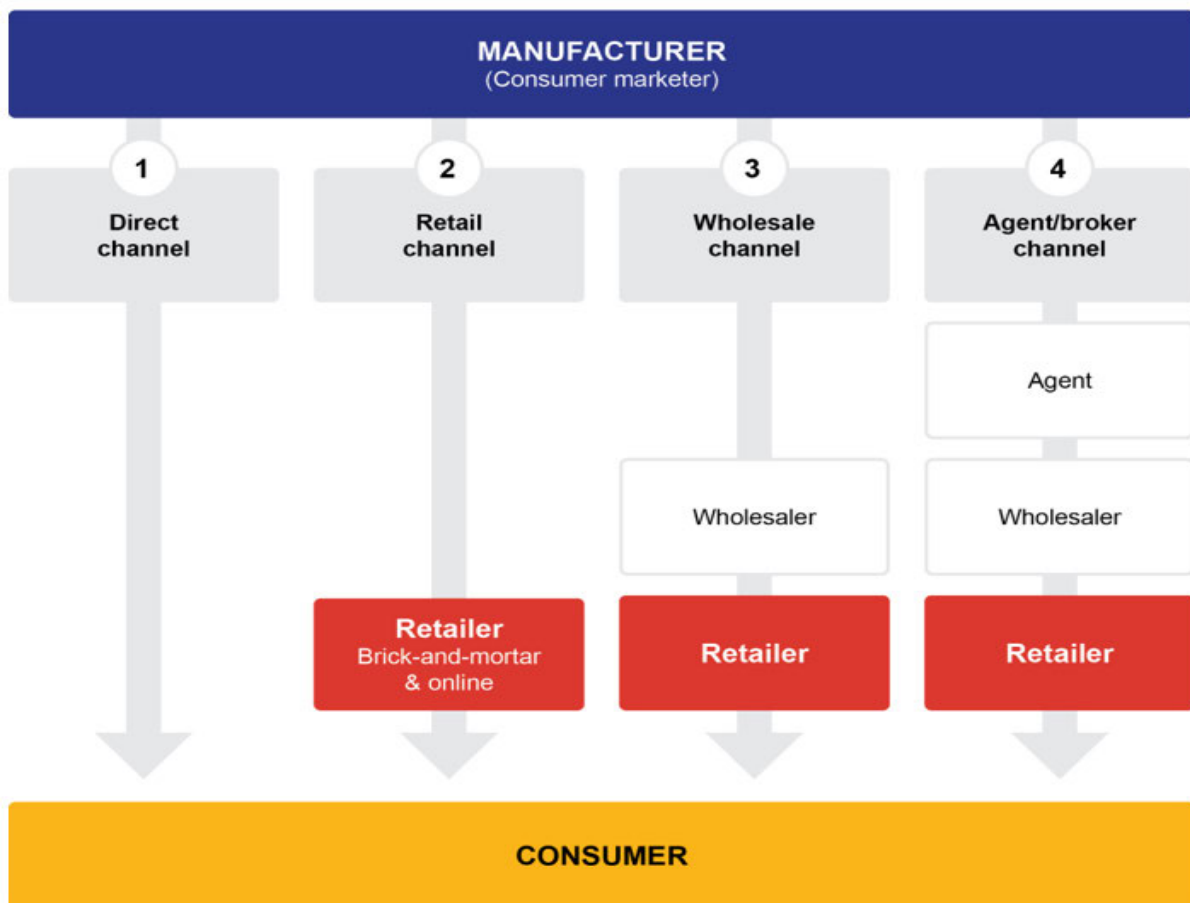 MANUFACTURER
(Consumer marketer)
1
Direct
channel
2
Retail
channel
3
Wholesale
channel
4
Agent/broker
channel
Agent
Wholesaler
Wholesaler
Retailer
Brick-and-mortar
& online
Retailer
Retailer
CONSUMER